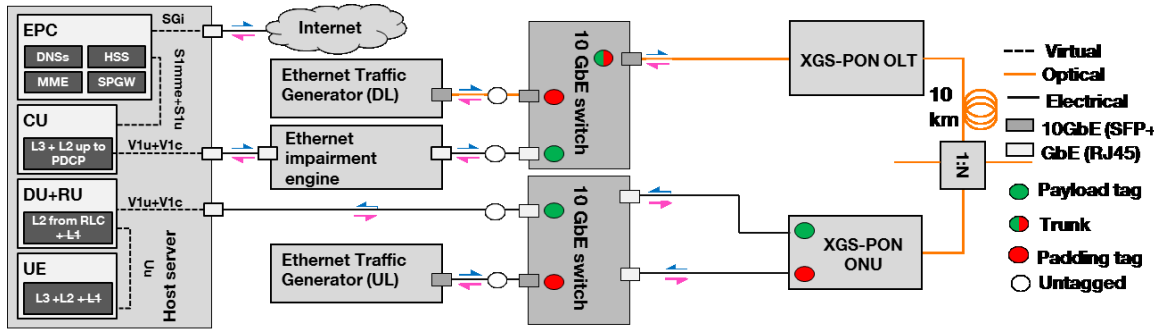 EPC
SGi
DNSs
HSS
MME
SPGW
S1mme+S1u
CU
L3 + L2 up to
PDCP
V1u+V1c
DU+RU
V1u+V1c
L2 from RLC
+ L1
Uu
UE
L3 +L2 + L1
Host server
Internet
Ethernet Traffic
Generator (DL)
Ethernet
impairment
engine
Ethernet Traffic
Generator (UL)
10 GbE switch
10 GbE switch
XGS-PON OLT
10
km
1:N
XGS-PON
ONU
Virtual
Optical
Electrical
10GbE (SFP+
GbE (RJ45)
Payload tag
Trunk
Padding tag
Untagged